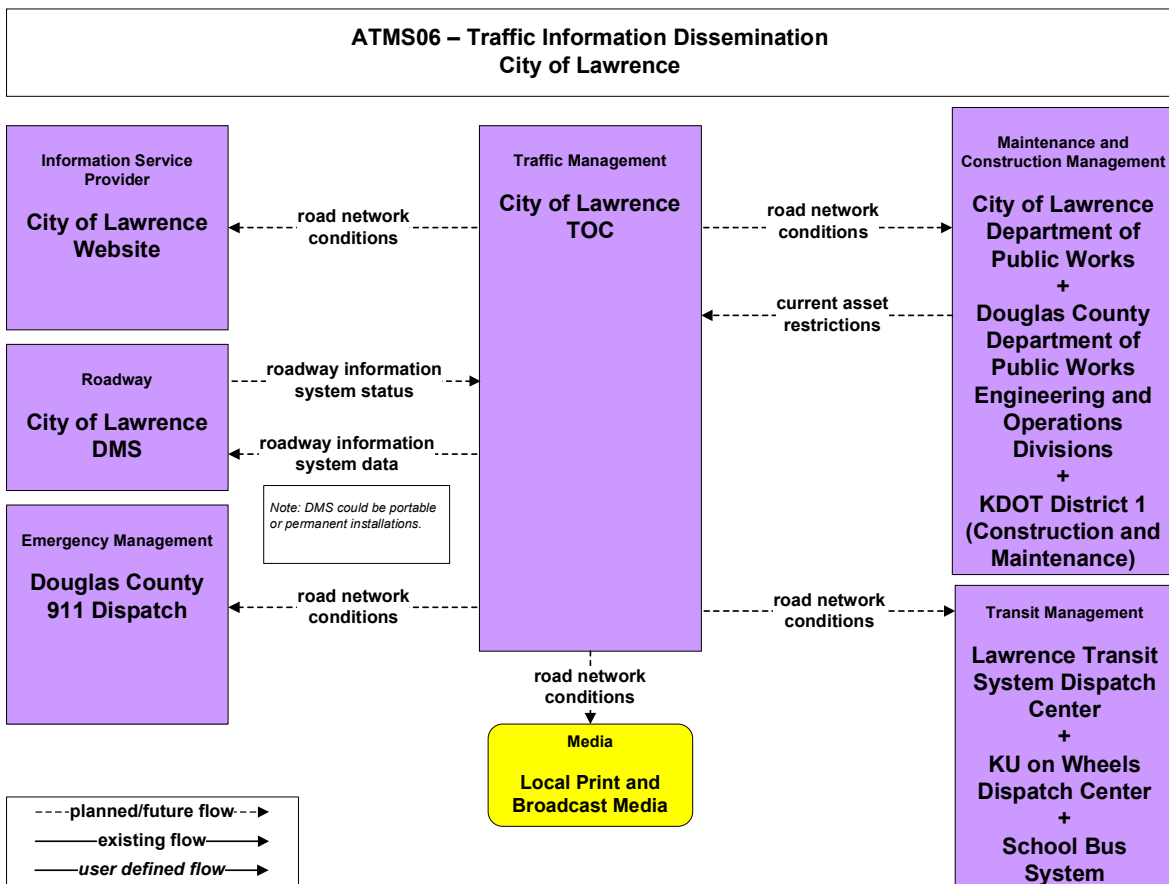 ATMS06 – Traffic Information Dissemination
City of Lawrence
Information Service
Provider
City of Lawrence
Website
road network
conditions
Traffic Management
City of Lawrence
TOC
road network
conditions
current asset
restrictions
Maintenance and
Construction Management
City of Lawrence
Department of
Public Works
+
Douglas County
Department of
Public Works
Engineering and
Operations
Divisions
+
KDOT District 1
(Construction and
Maintenance)
Roadway
City of Lawrence
DMS
roadway information
system status
roadway information
system data
Note: DMS could be portable
or permanent installations.
Emergency Management
Douglas County
911 Dispatch
road network
conditions
road network
conditions
Transit Management
Lawrence Transit
System Dispatch
Center
+
KU on Wheels
Dispatch Center
+
School Bus
System
road network
conditions
Media
Local Print and
Broadcast Media
planned/future flow
existing flow
user defined flow